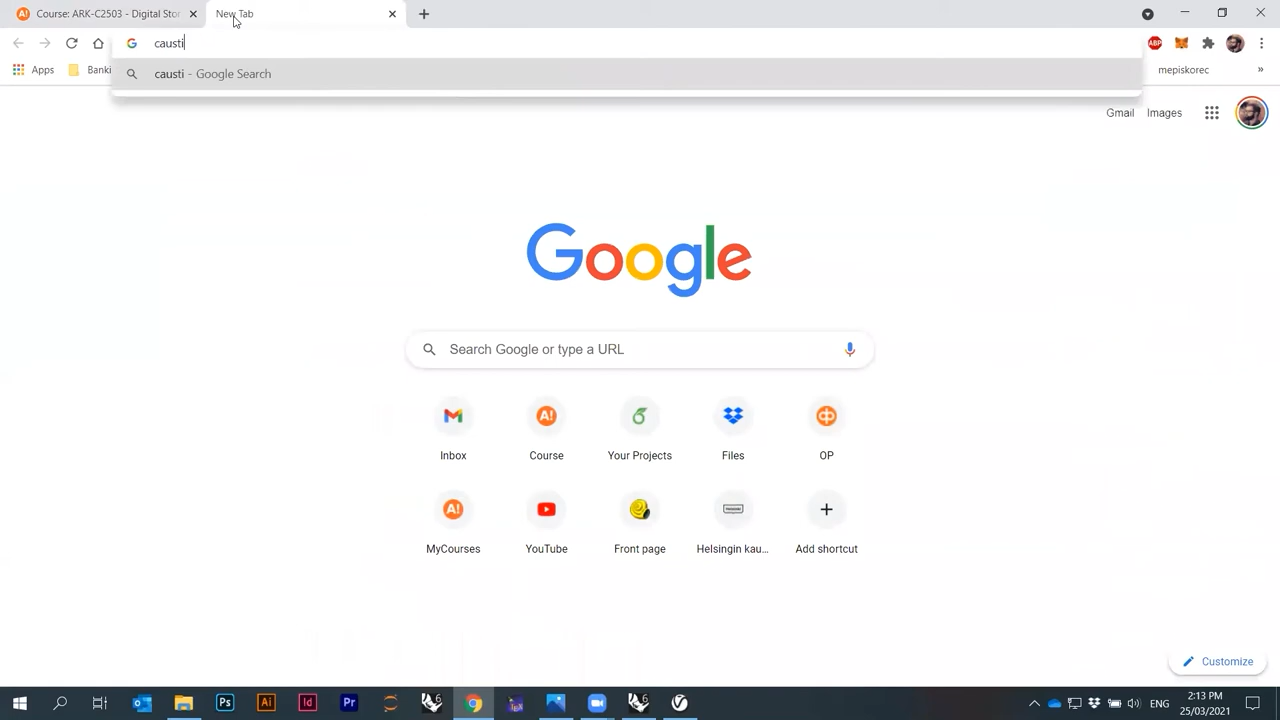 Course: ARK-C2503 - Digital Stor
New Tab
causti
Apps
Banki
causti - Google Search
mepiskorec
»
Gmail
Images
Google
Search Google or type a URL
Inbox
Course
Your Projects
Files
OP
MyCourses
YouTube
Front page
Helsingin kau...
Add shortcut
Customize
ENG
2:13 PM
25/03/2021